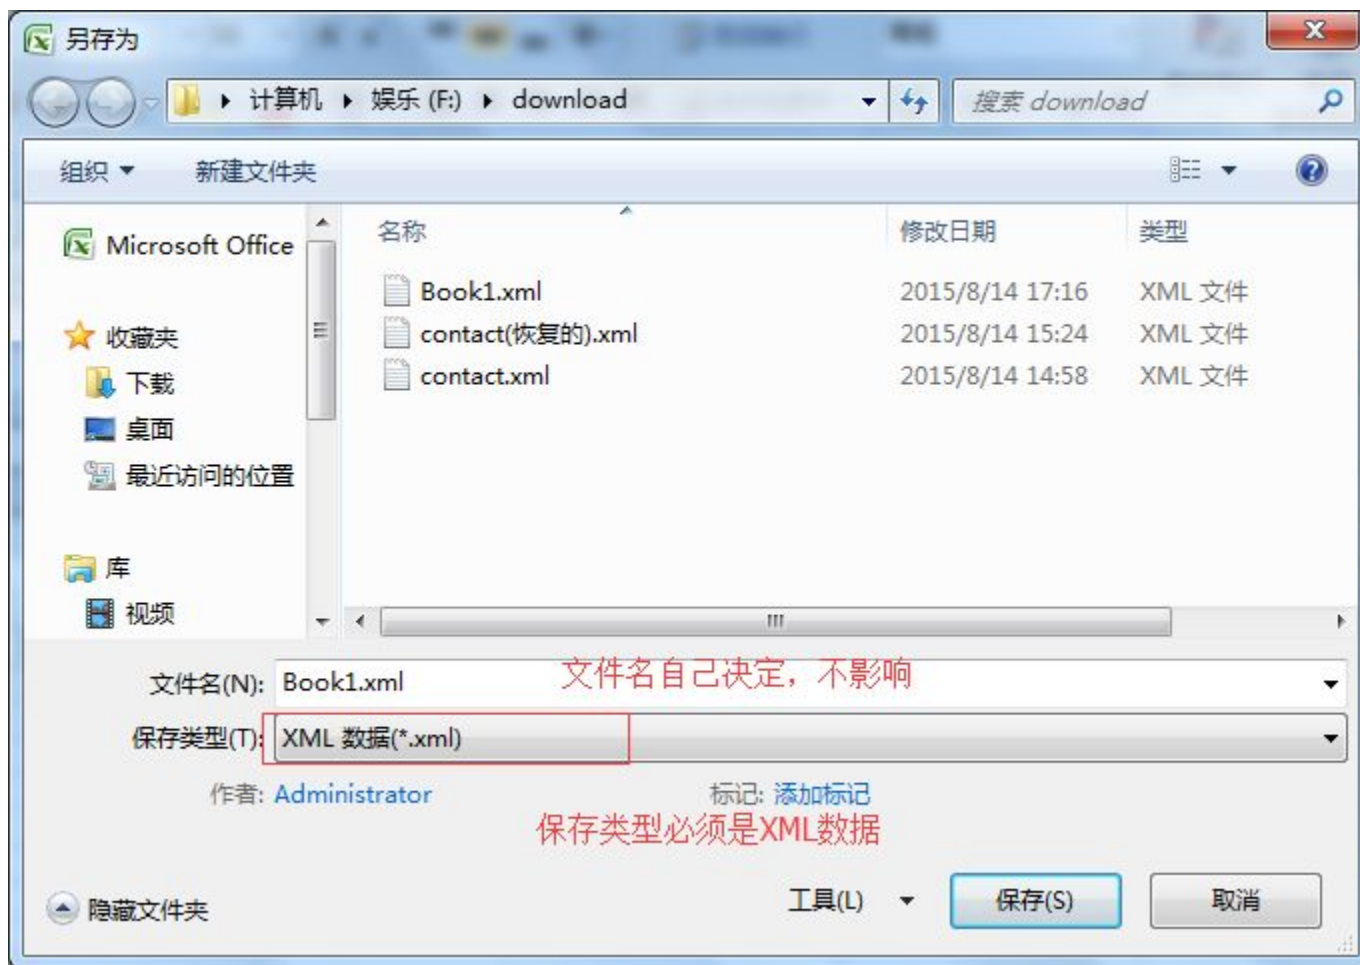 另存为
计算机 娱乐 (F:) download 搜索 download
组织 新建文件夹
Microsoft Office
收藏夹
下载
桌面
最近访问的位置
库
视频
名称 修改日期 类型
Book1.xml 2015/8/14 17:16 XML 文件
contact(恢复的).xml 2015/8/14 15:24 XML 文件
contact.xml 2015/8/14 14:58 XML 文件
文件名(N): Book1.xml 文件名自己决定，不影响
保存类型(T): XML 数据(*.xml)
作者: Administrator 标记: 添加标记
保存类型必须是XML数据
隐藏文件夹 工具(L) 保存(S) 取消